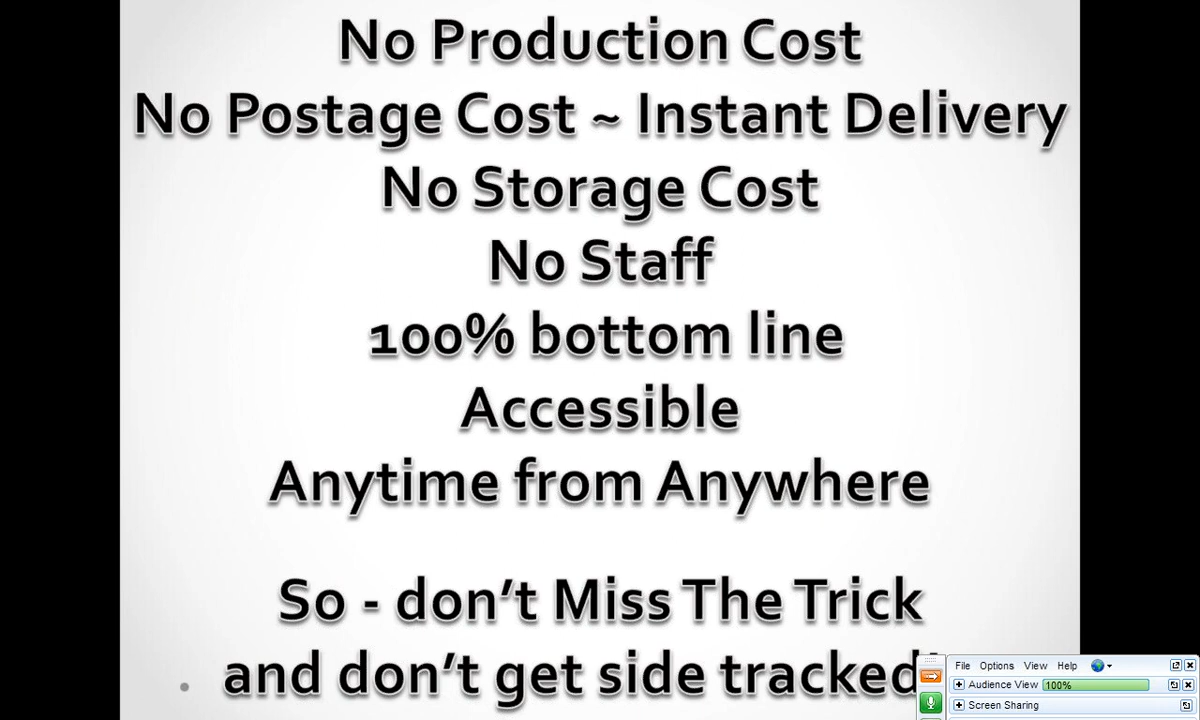 No Production Cost
No Postage Cost ~ Instant Delivery
No Storage Cost
No Staff
100% bottom line
Accessible
Anytime from Anywhere
So - don’t Miss The Trick
and don’t get side tracked
File Options View Help
Audience View 100%
Screen Sharing